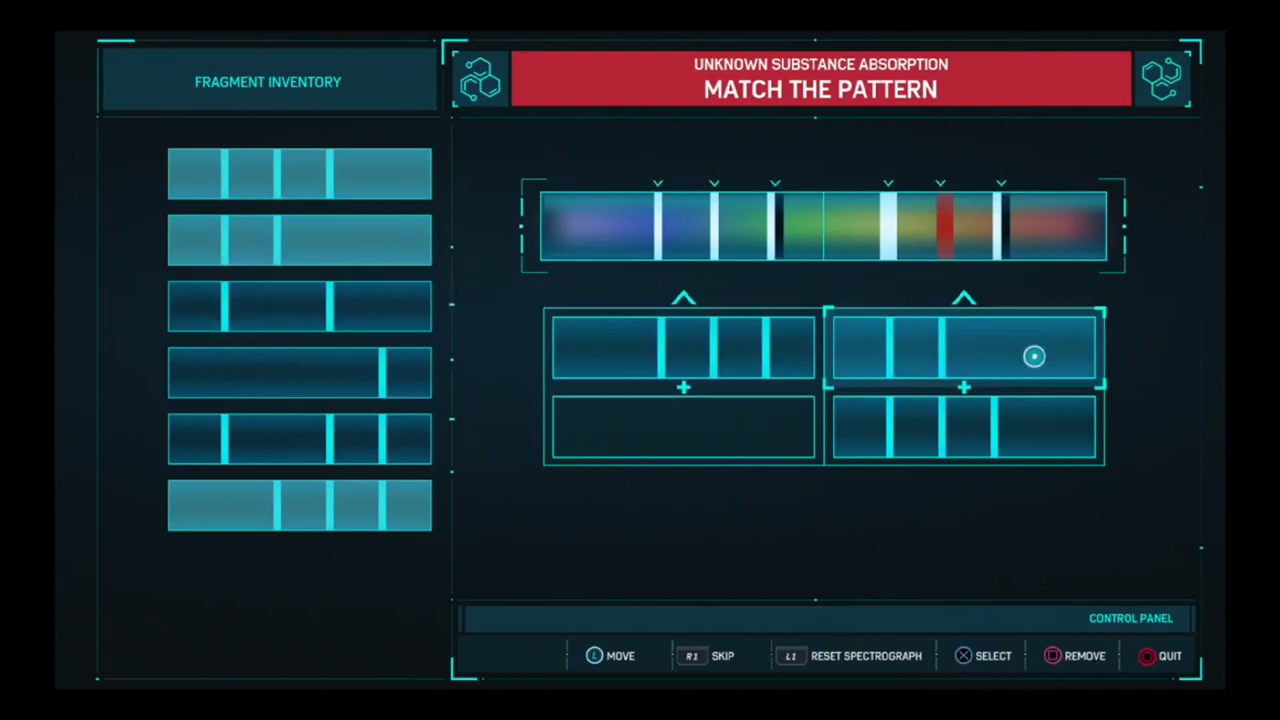 FRAGMENT INVENTORY
UNKNOWN SUBSTANCE ABSORPTION
MATCH THE PATTERN
CONTROL PANEL
L MOVE
R1 SKIP
L1 RESET SPECTROGRAPH
SELECT
REMOVE
QUIT